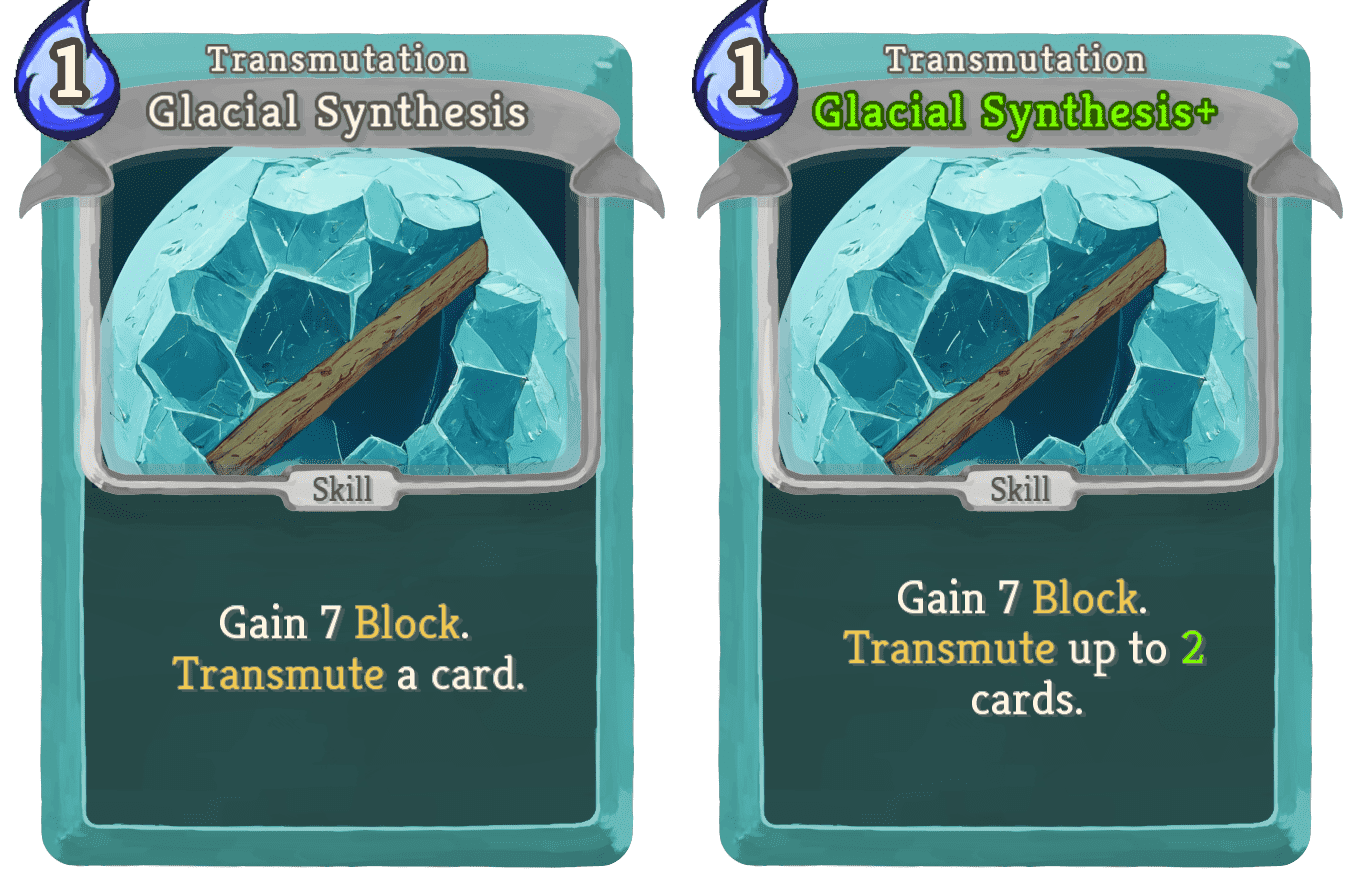 1
Transmutation
Glacial Synthesis
Skill
Gain 7 Block.
Transmute a card.
1
Transmutation
Glacial Synthesis+
Skill
Gain 7 Block.
Transmute up to 2
cards.